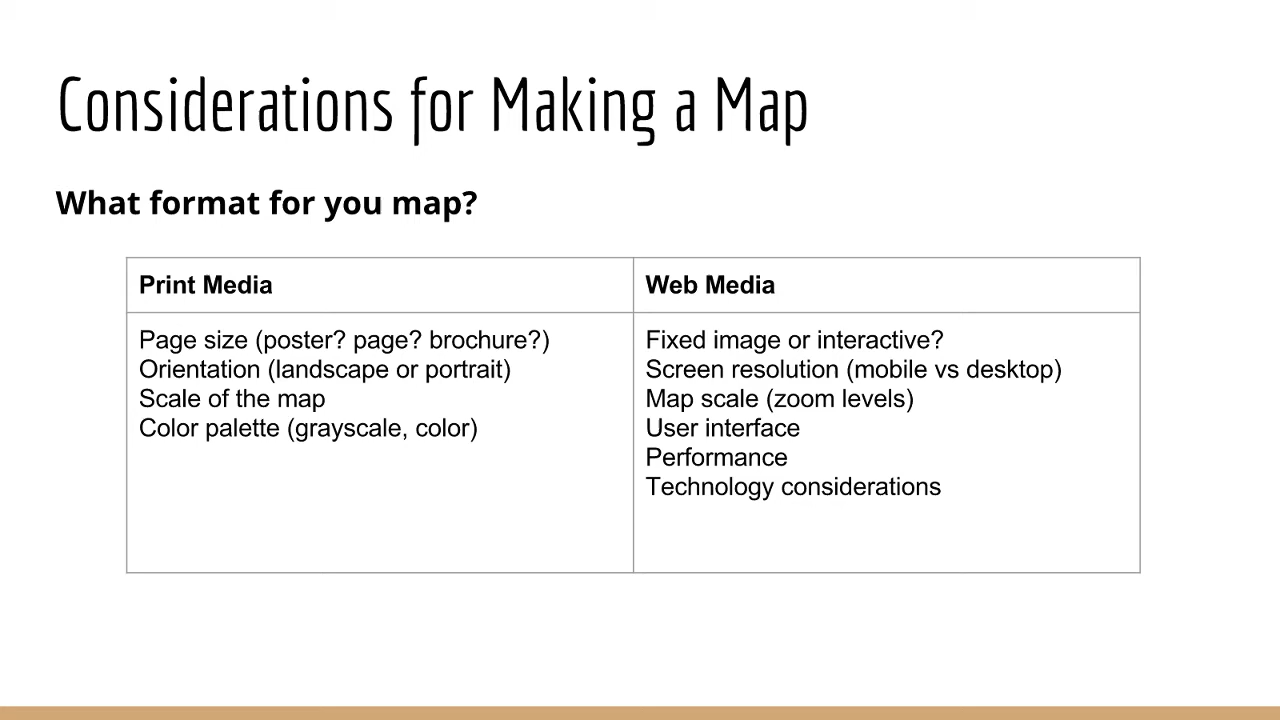 Considerations for Making a Map
What format for you map?
Print Media
Page size (poster? page? brochure?)
Orientation (landscape or portrait)
Scale of the map
Color palette (grayscale, color)
Web Media
Fixed image or interactive?
Screen resolution (mobile vs desktop)
Map scale (zoom levels)
User interface
Performance
Technology considerations